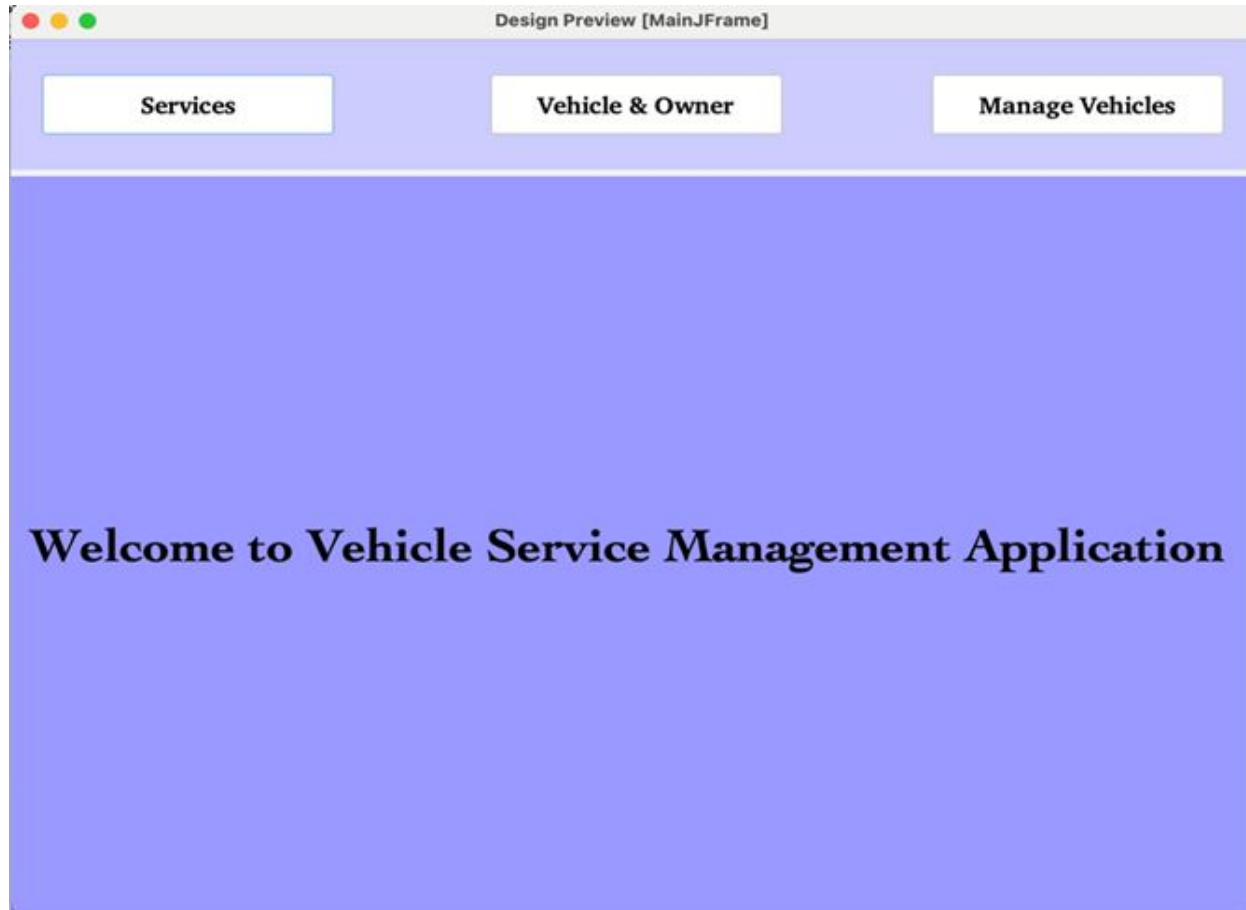 Design Preview [MainJFrame]
Services
Vehicle & Owner
Manage Vehicles
Welcome to Vehicle Service Management Application